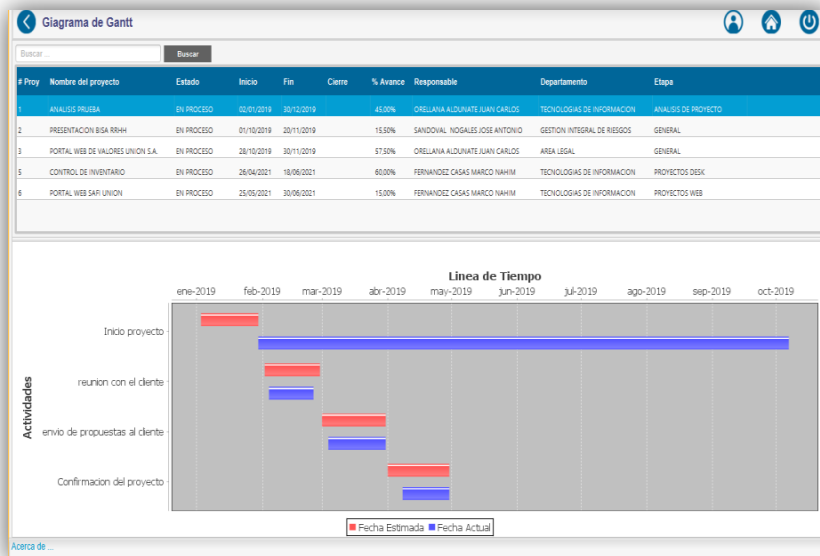 Giagrama de Gantt
Buscar ... Buscar
# Proy Nombre del proyecto Estado Inicio Fin Cierre % Avance Responsable Departamento Etapa
1 ANALISIS PRUEBA EN PROCESO 02/01/2019 30/12/2019 45,00% ORELLANA ALDUNATE JUAN CARLOS TECNOLOGIAS DE INFORMACION ANALISIS DE PROYECTO
2 PRESENTACION BISA RRHH EN PROCESO 01/10/2019 20/11/2019 15,50% SANDOVAL NOGALES JOSE ANTONIO GESTION INTEGRAL DE RIESGOS GENERAL
3 PORTAL WEB DE VALORES UNION S.A. EN PROCESO 28/10/2019 30/11/2019 57,50% ORELLANA ALDUNATE JUAN CARLOS AREA LEGAL GENERAL
5 CONTROL DE INVENTARIO EN PROCESO 26/04/2021 18/06/2021 60,00% FERNANDEZ CASAS MARCO NAHIM TECNOLOGIAS DE INFORMACION PROYECTOS DESK
6 PORTAL WEB SAFI UNION EN PROCESO 25/05/2021 30/06/2021 15,00% FERNANDEZ CASAS MARCO NAHIM TECNOLOGIAS DE INFORMACION PROYECTOS WEB
Linea de Tiempo
ene-2019 feb-2019 mar-2019 abr-2019 may-2019 jun-2019 jul-2019 ago-2019 sep-2019 oct-2019
Actividades
Inicio proyecto
reunion con el cliente
envio de propuestas al cliente
Confirmacion del proyecto
Fecha Estimada Fecha Actual
Acerca de ...